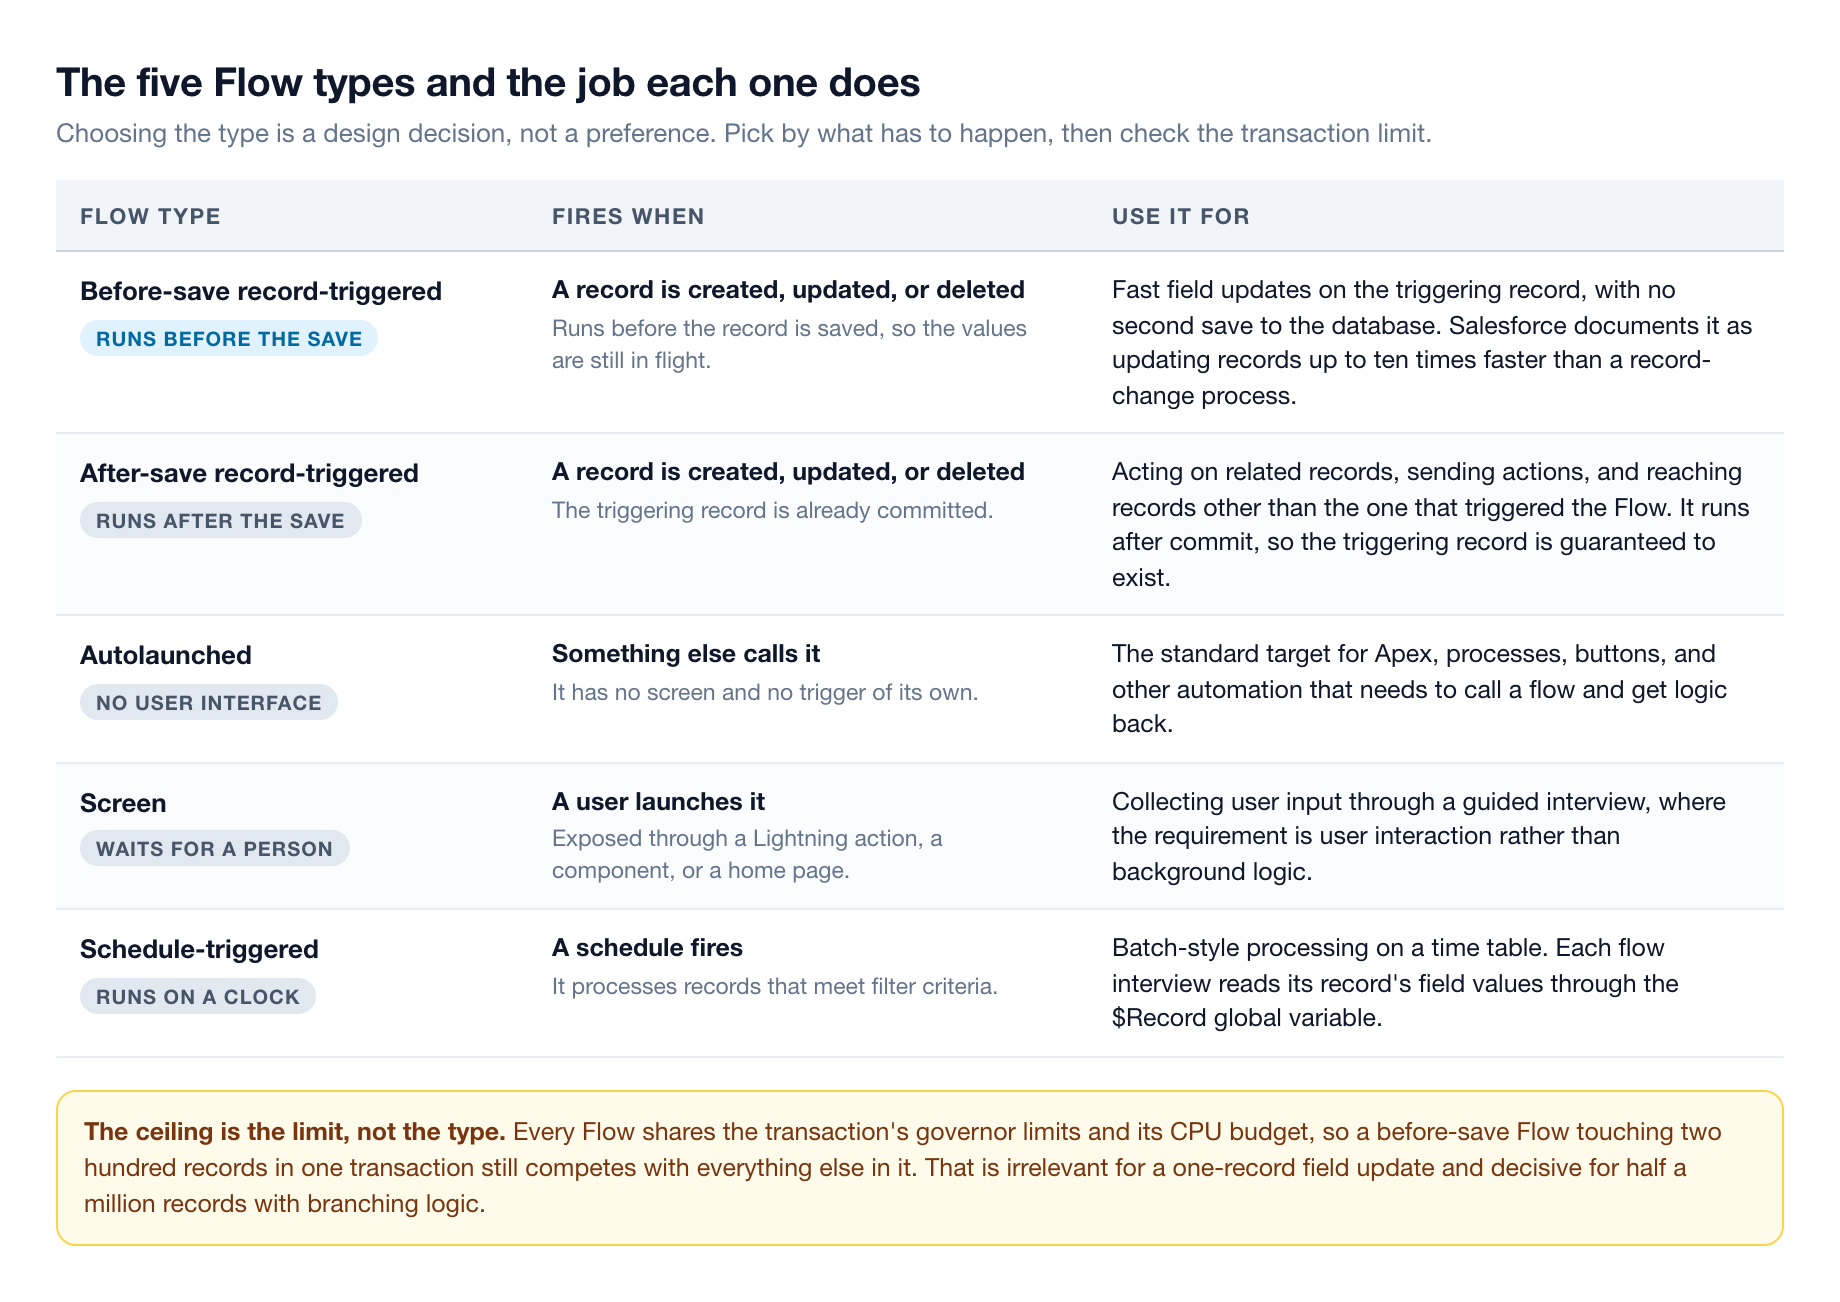 The five Flow types and the job each one does
Choosing the type is a design decision, not a preference. Pick by what has to happen, then check the transaction limit.
FLOW TYPE
FIRES WHEN
USE IT FOR
Before-save record-triggered
RUNS BEFORE THE SAVE
A record is created, updated, or deleted
Runs before the record is saved, so the values
are still in flight.
Fast field updates on the triggering record, with no
second save to the database. Salesforce documents it as
updating records up to ten times faster than a record-
change process.
After-save record-triggered
RUNS AFTER THE SAVE
A record is created, updated, or deleted
The triggering record is already committed.
Acting on related records, sending actions, and reaching
records other than the one that triggered the Flow. It runs
after commit, so the triggering record is guaranteed to
exist.
Autolaunched
NO USER INTERFACE
Something else calls it
It has no screen and no trigger of its own.
The standard target for Apex, processes, buttons, and
other automation that needs to call a flow and get logic
back.
Screen
WAITS FOR A PERSON
A user launches it
Exposed through a Lightning action, a
component, or a home page.
Collecting user input through a guided interview, where
the requirement is user interaction rather than
background logic.
Schedule-triggered
RUNS ON A CLOCK
A schedule fires
It processes records that meet filter criteria.
Batch-style processing on a time table. Each flow
interview reads its record's field values through the
$Record global variable.
The ceiling is the limit, not the type. Every Flow shares the transaction's governor limits and its CPU budget, so a before-save Flow touching two
hundred records in one transaction still competes with everything else in it. That is irrelevant for a one-record field update and decisive for half a
million records with branching logic.